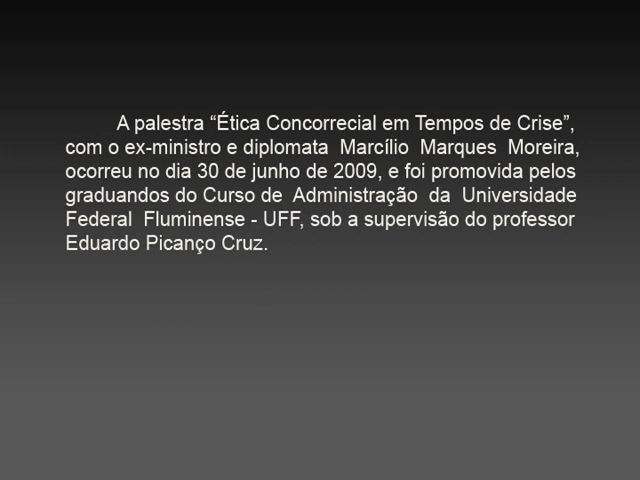 A palestra “Ética Concorrecial em Tempos de Crise”,
com o ex-ministro e diplomata Marcílio Marques Moreira,
ocorreu no dia 30 de junho de 2009, e foi promovida pelos
graduandos do Curso de Administração da Universidade
Federal Fluminense - UFF, sob a supervisão do professor
Eduardo Picanço Cruz.